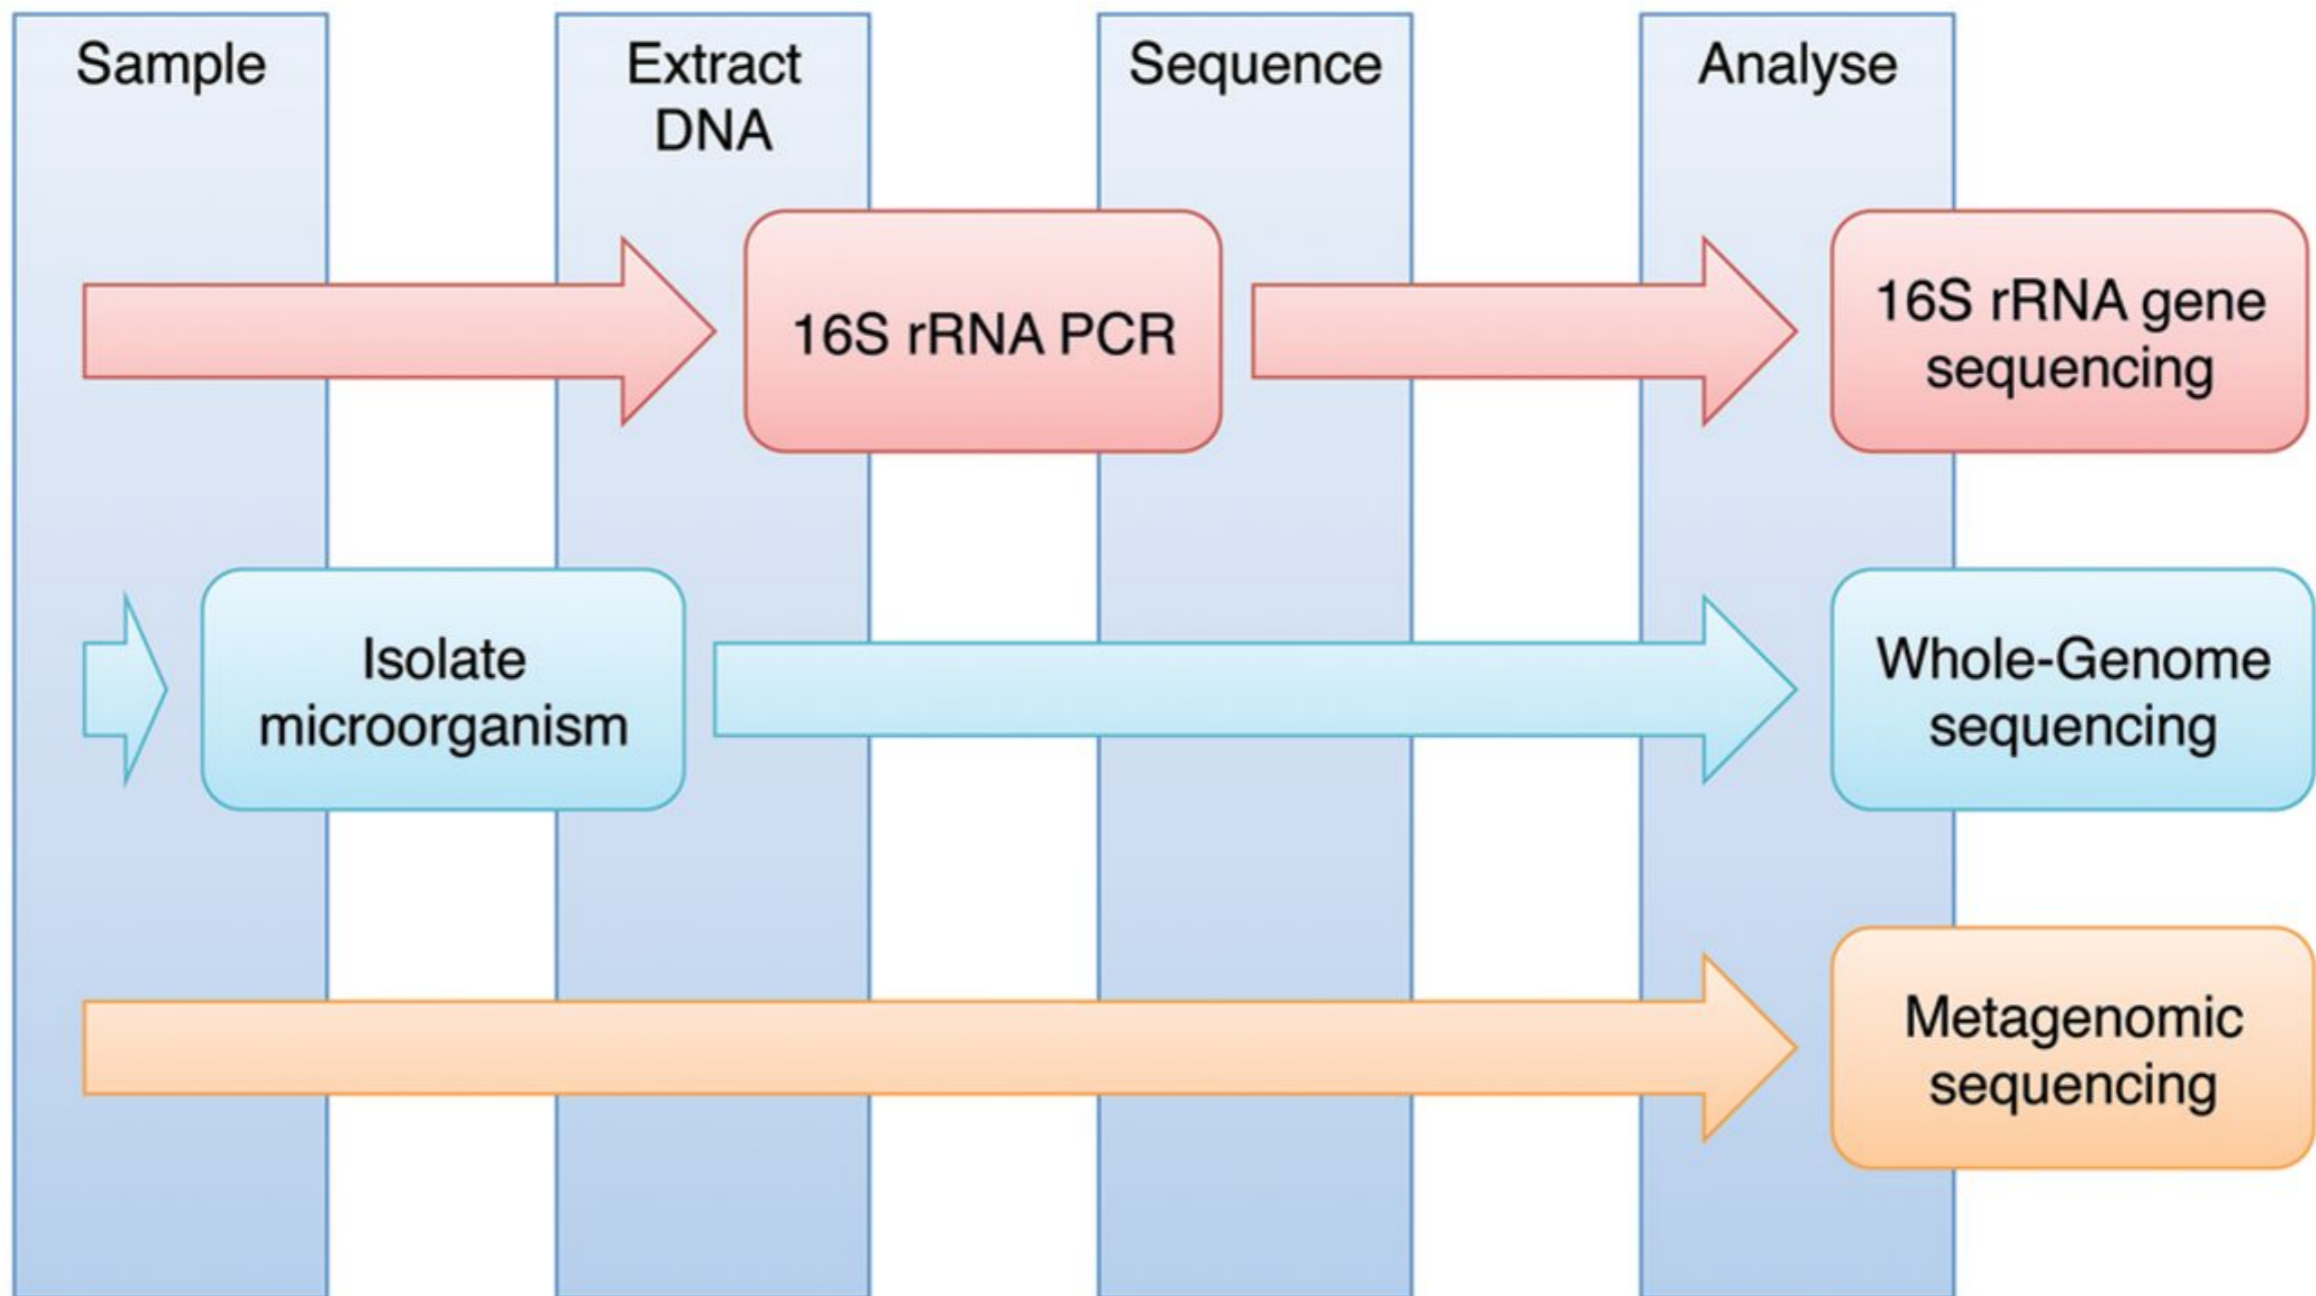 Sample
Extract
DNA
Sequence
Analyse
16S rRNA PCR
16S rRNA gene
sequencing
Isolate
microorganism
Whole-Genome
sequencing
Metagenomic
sequencing